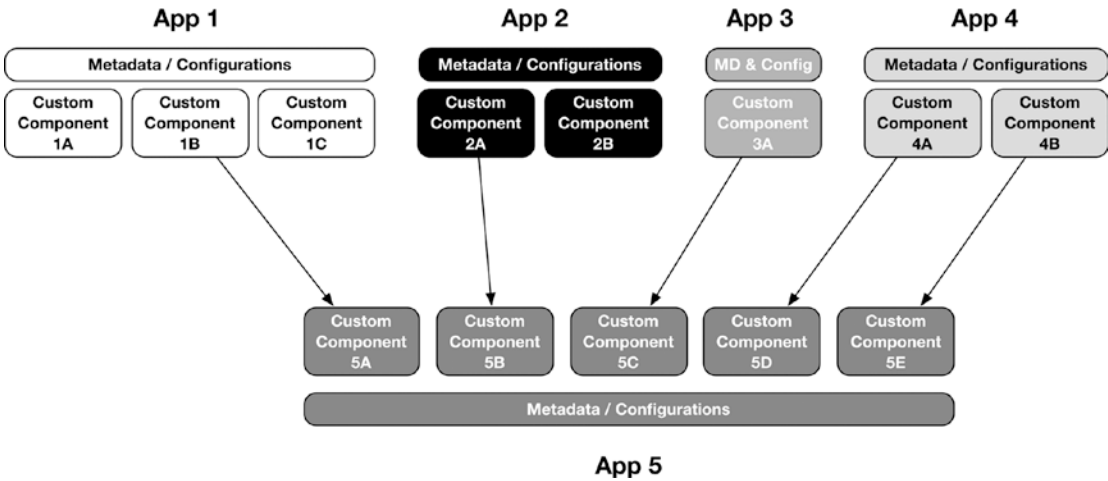 App 1
App 2
App 3
App 4
Metadata / Configurations
Metadata / Configurations
MD & Config
Metadata / Configurations
Custom
Component
1A
Custom
Component
1B
Custom
Component
1C
Custom
Component
2A
Custom
Component
2B
Custom
Component
3A
Custom
Component
4A
Custom
Component
4B
Custom
Component
5A
Custom
Component
5B
Custom
Component
5C
Custom
Component
5D
Custom
Component
5E
Metadata / Configurations
App 5